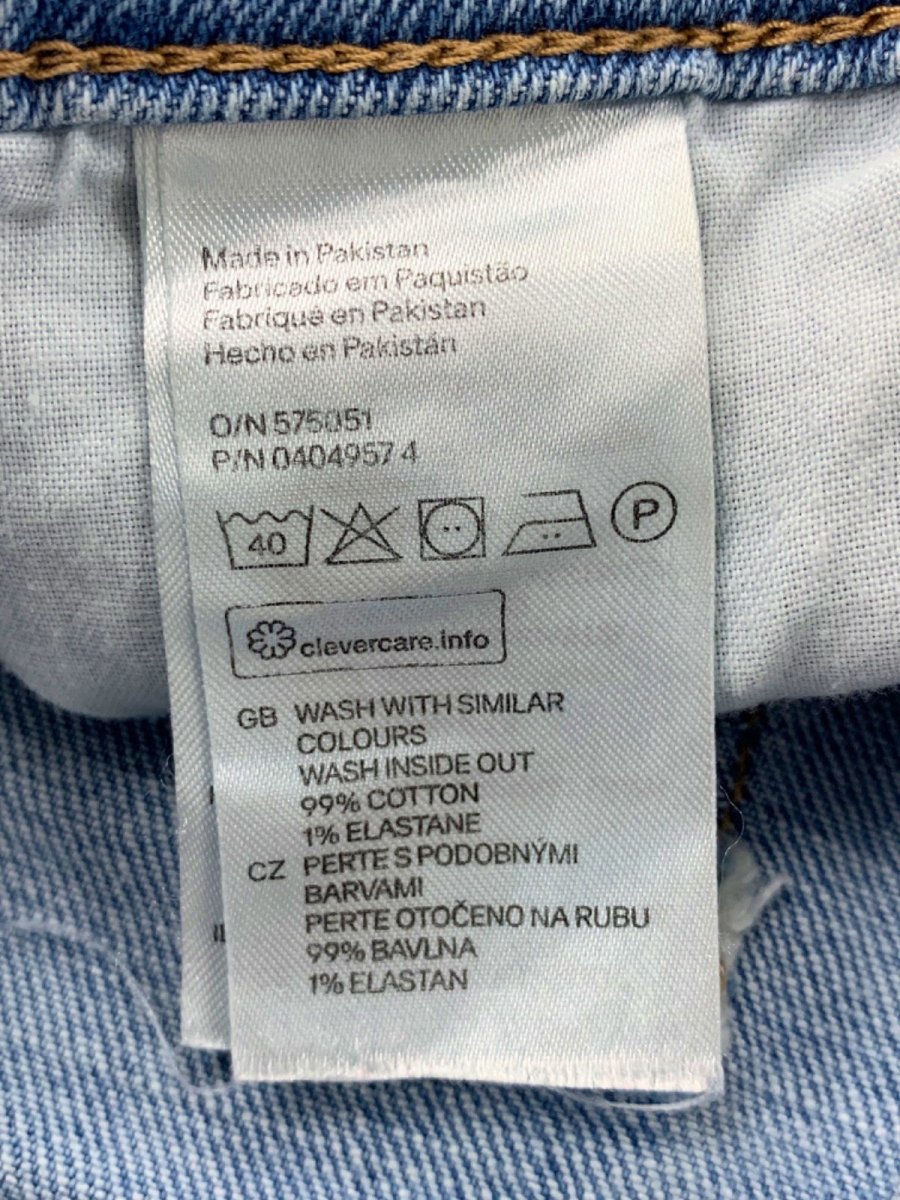 Made in Pakistan
Fabricado em Paquistão
Fabriqué en Pakistan
Hecho en Pakistán
O/N 575051
P/N 0404957 4
40
P
clevercare.info
GB WASH WITH SIMILAR
COLOURS
WASH INSIDE OUT
99% COTTON
1% ELASTANE
CZ PERTE S PODOBNÝMI
BARVAMI
PERTE OTOČENO NA RUBU
99% BAVLNA
1% ELASTAN